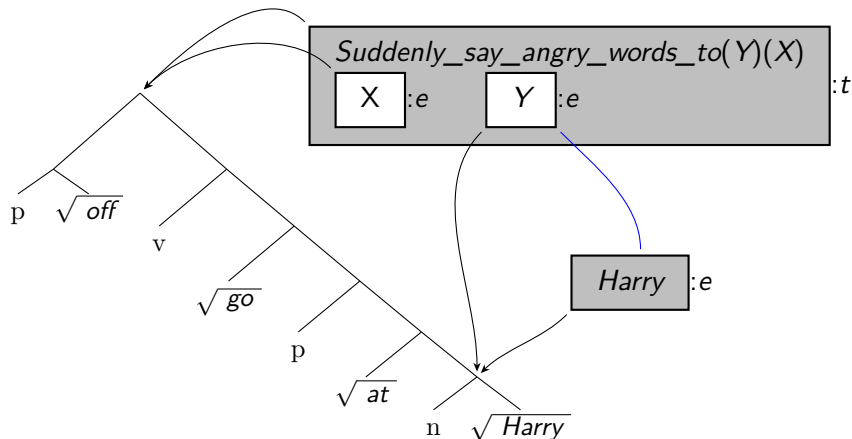 Suddenly_say_angry_words_to(Y)(X)
X :e Y :e
:t
p √off
v
√go
Harry :e
p
√at
n √Harry